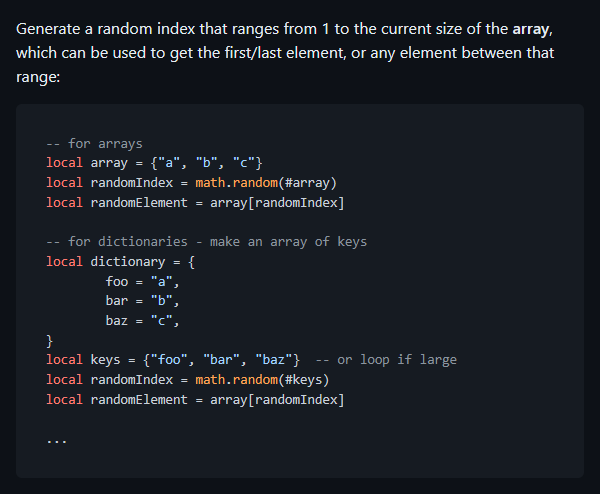 Generate a random index that ranges from 1 to the current size of the array,
which can be used to get the first/last element, or any element between that
range:
-- for arrays
local array = {"a", "b", "c"}
local randomIndex = math.random(#array)
local randomElement = array[randomIndex]
-- for dictionaries - make an array of keys
local dictionary = {
foo = "a",
bar = "b",
baz = "c",
}
local keys = {"foo", "bar", "baz"}  -- or loop if large
local randomIndex = math.random(#keys)
local randomElement = array[randomIndex]
...